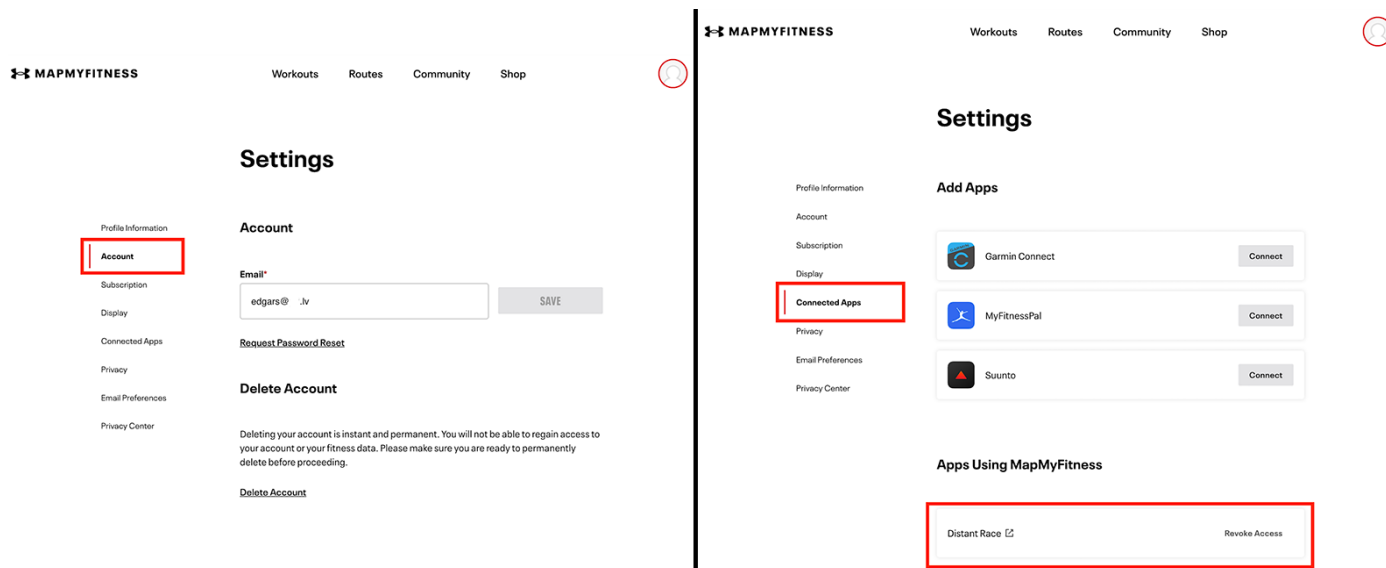 MAPMYFITNESS
Workouts Routes Community Shop
Settings
Profile Information
Account
Subscription
Display
Connected Apps
Privacy
Email Preferences
Privacy Center
Account
Email*
edgars@ .lv
SAVE
Request Password Reset
Delete Account
Deleting your account is instant and permanent. You will not be able to regain access to
your account or your fitness data. Please make sure you are ready to permanently
delete before proceeding.
Delete Account
MAPMYFITNESS
Workouts Routes Community Shop
Settings
Profile Information
Account
Subscription
Display
Connected Apps
Privacy
Email Preferences
Privacy Center
Add Apps
Garmin Connect Connect
MyFitnessPal Connect
Suunto Connect
Apps Using MapMyFitness
Distant Race Revoke Access